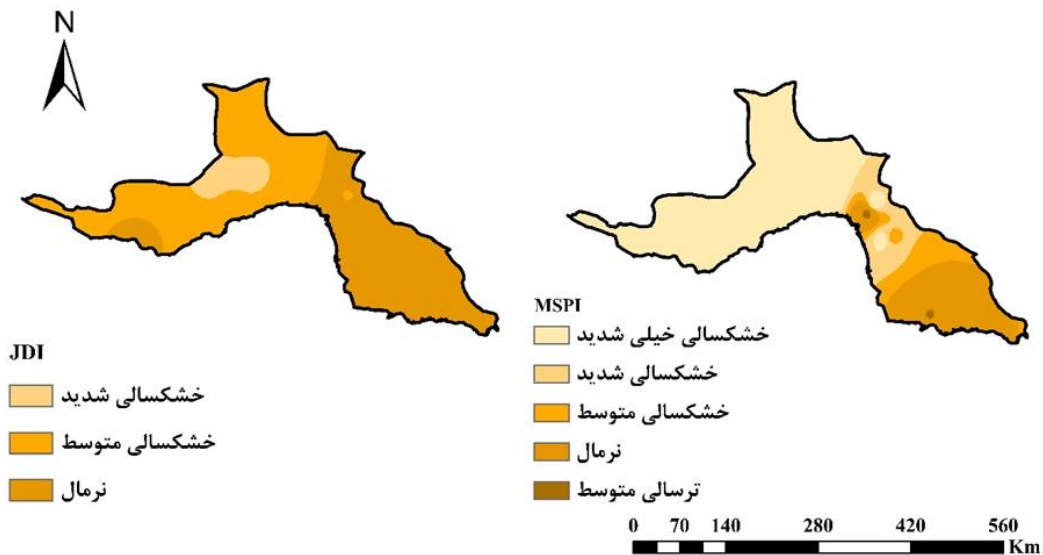 N
JDI
خشکسالی شدید
خشکسالی متوسط
نرمال
MSPI
خشکسالی خیلی شدید
خشکسالی شدید
خشکسالی متوسط
نرمال
ترسالی متوسط
0 70 140 280 420 560
Km